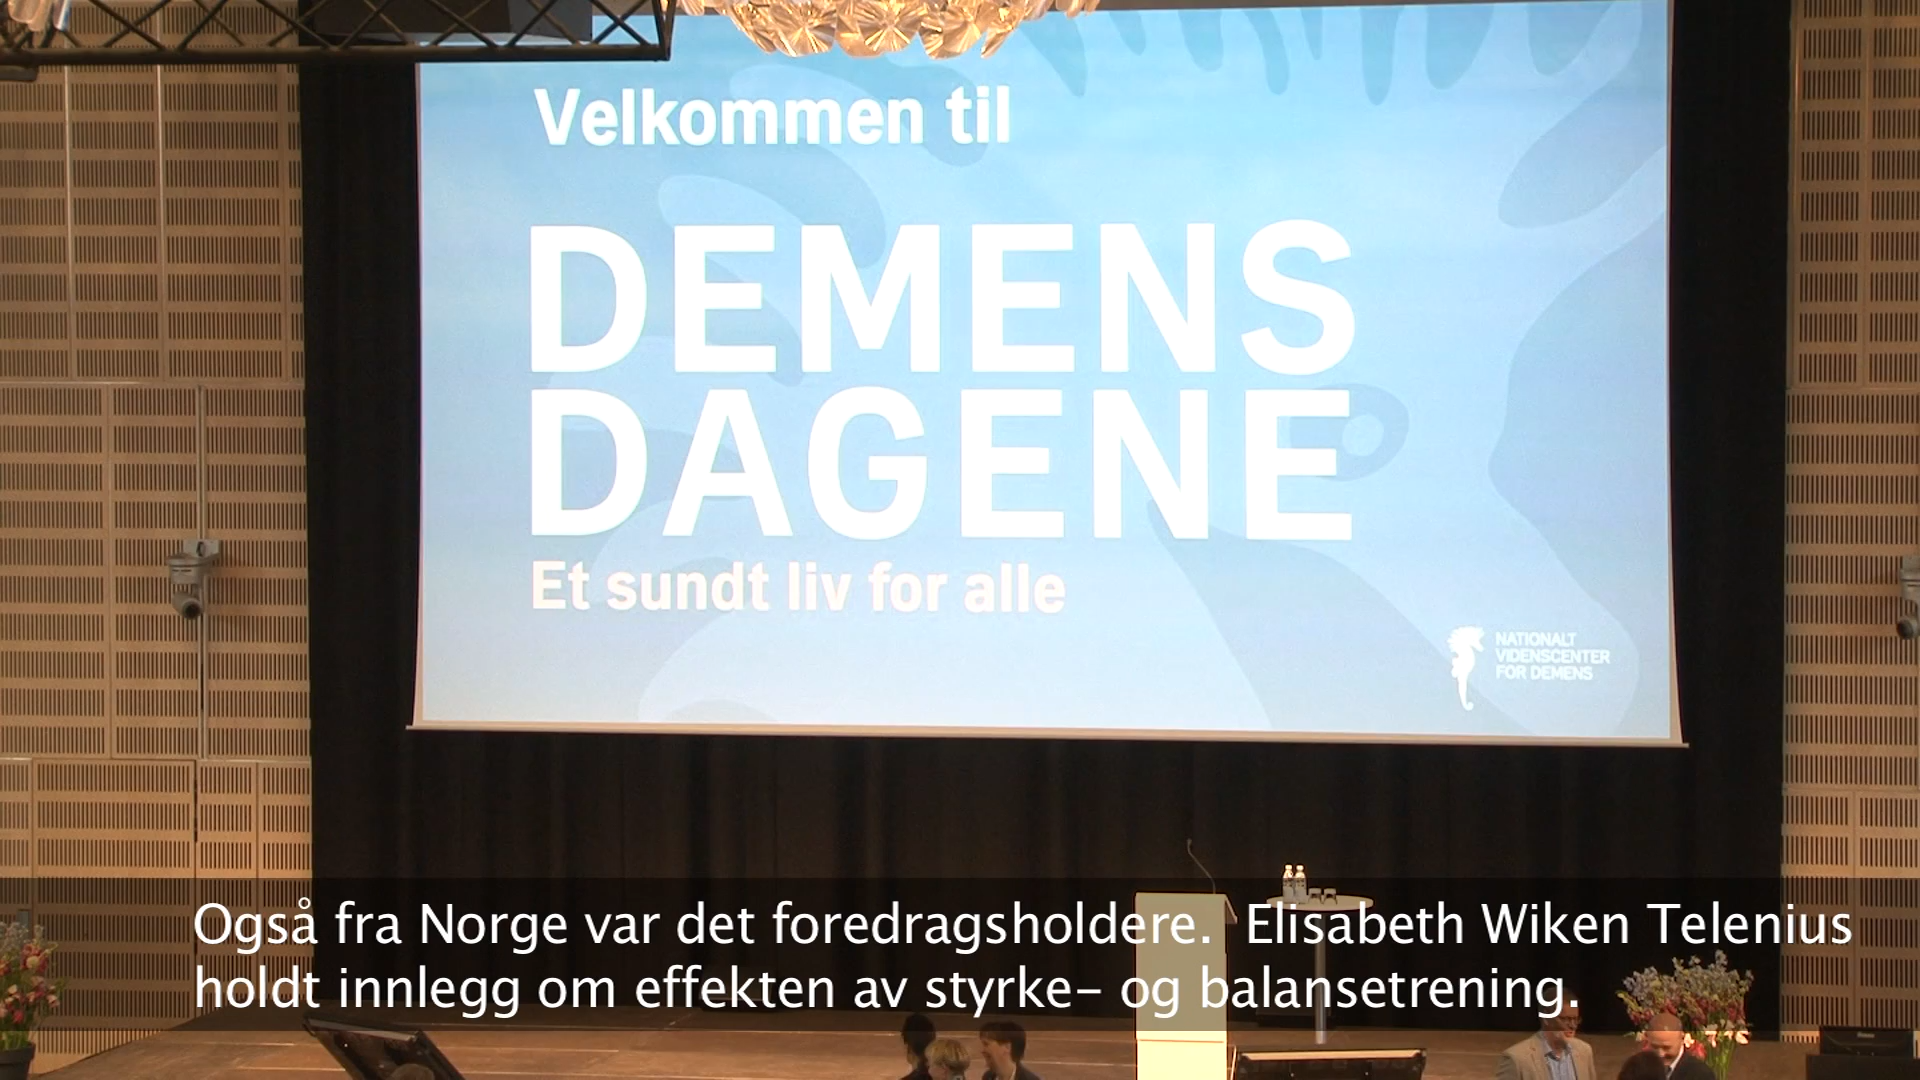 Velkommen til
DEMENS
DAGENE
Et sundt liv for alle
NATIONALT
VIDENSCENTER
FOR DEMENS
Også fra Norge var det foredragsholdere. Elisabeth Wiken Telenius
holdt innlegg om effekten av styrke- og balansetrening.